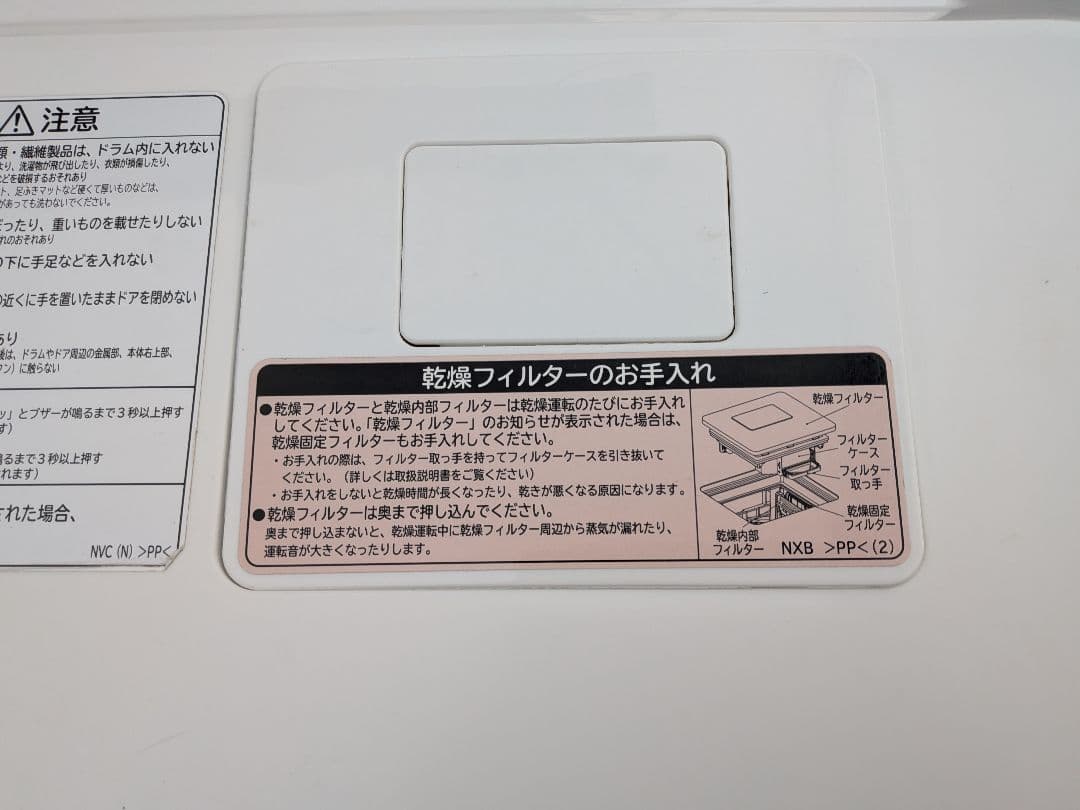 注意
類・繊維製品は、ドラム内に入れない
より、洗濯物が飛び出したり、衣類が損傷したり、
などを破損するおそれあり
ット、足ふきマットなど硬くて厚いものなどは、
があっても洗わないでください。
だったり、重いものを載せたりしない
れのおそれあり
の下に手足などを入れない
の近くに手を置いたままドアを閉めない
あり
後は、ドラムやドア周辺の金属部、本体右上部、
ン）に触らない
ッ」とブザーが鳴るまで3秒以上押す
す）
鳴るまで3秒以上押す
れます）
された場合、
NVC (N) >PP<
乾燥フィルターのお手入れ
●乾燥フィルターと乾燥内部フィルターは乾燥運転のたびにお手入れ
してください。「乾燥フィルター」のお知らせが表示された場合は、
乾燥固定フィルターもお手入れしてください。
・お手入れの際は、フィルター取っ手を持ってフィルターケースを引き抜いて
ください。（詳しくは取扱説明書をご覧ください）
・お手入れをしないと乾燥時間が長くなったり、乾きが悪くなる原因になります。
●乾燥フィルターは奥まで押し込んでください。
奥まで押し込まないと、乾燥運転中に乾燥フィルター周辺から蒸気が漏れたり、
運転音が大きくなったりします。
乾燥フィルター
フィルター
ケース
フィルター
取っ手
乾燥固定
フィルター
乾燥内部
フィルター
NXB >PP< (2)